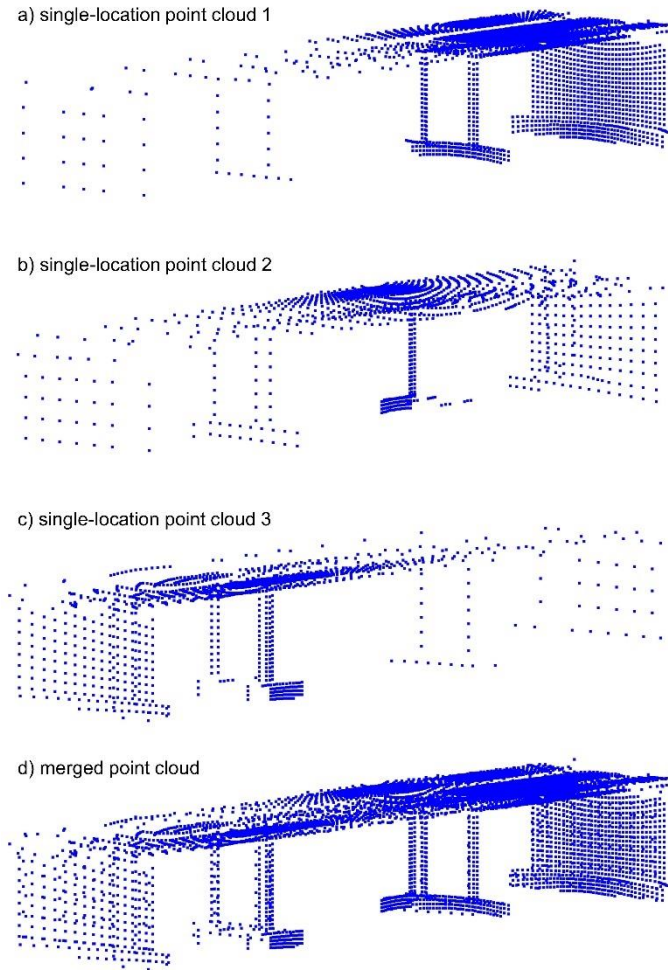 a) single-location point cloud 1
b) single-location point cloud 2
c) single-location point cloud 3
d) merged point cloud